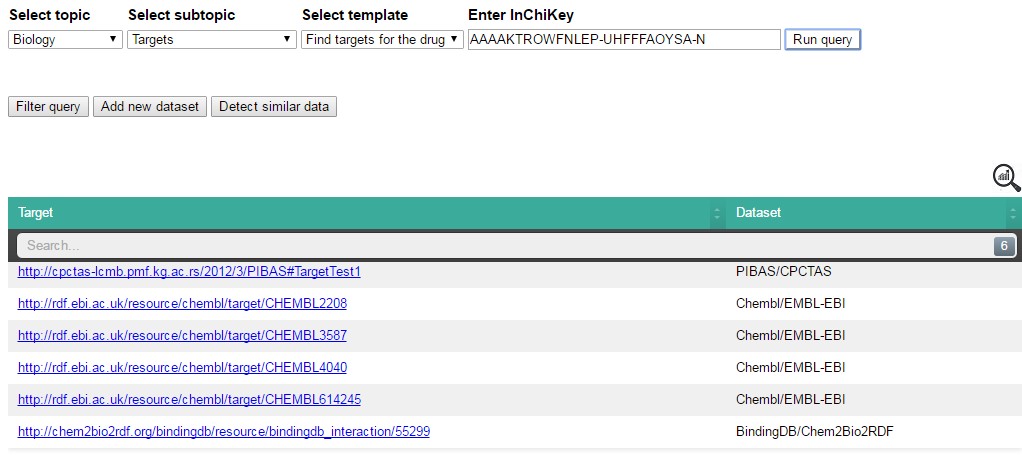 Select topic Select subtopic Select template Enter InChiKey
Biology Targets Find targets for the drug AAAAKTROWFNLEP-UHFFFAOYSA-N Run query
Filter query Add new dataset Detect similar data
Target Dataset
Search... 6
http://cpctas-lcmb.pmf.kg.ac.rs/2012/3/PIBAS#TargetTest1 PIBAS/CPCTAS
http://rdf.ebi.ac.uk/resource/chembl/target/CHEMBL2208 Chembl/EMBL-EBI
http://rdf.ebi.ac.uk/resource/chembl/target/CHEMBL3587 Chembl/EMBL-EBI
http://rdf.ebi.ac.uk/resource/chembl/target/CHEMBL4040 Chembl/EMBL-EBI
http://rdf.ebi.ac.uk/resource/chembl/target/CHEMBL614245 Chembl/EMBL-EBI
http://chem2bio2rdf.org/bindingdb/resource/bindingdb_interaction/55299 BindingDB/Chem2Bio2RDF